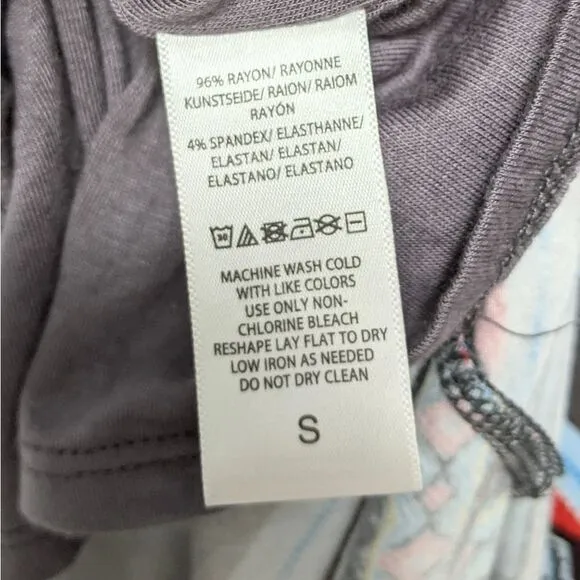 96% RAYON/ RAYONNE
KUNSTSEIDE/ RAION/ RAIOM
RAYÓN
4% SPANDEX/ ELASTHANNE/
ELASTAN/ ELASTAN/
ELASTANO/ ELASTANO
30
MACHINE WASH COLD
WITH LIKE COLORS
USE ONLY NON-
CHLORINE BLEACH
RESHAPE LAY FLAT TO DRY
LOW IRON AS NEEDED
DO NOT DRY CLEAN
S